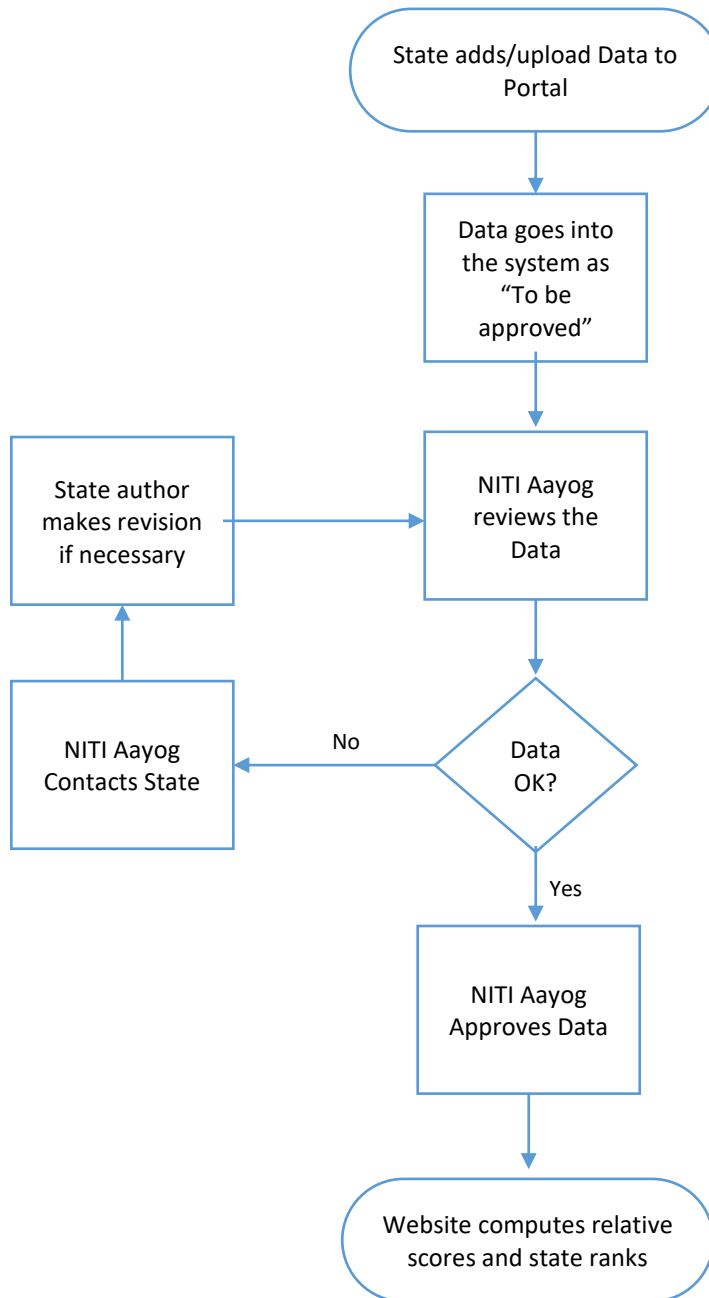 State adds/upload Data to
Portal
Data goes into
the system as
“To be
approved”
State author
makes revision
if necessary
NITI Aayog
reviews the
Data
NITI Aayog
Contacts State
No
Data
OK?
Yes
NITI Aayog
Approves Data
Website computes relative
scores and state ranks